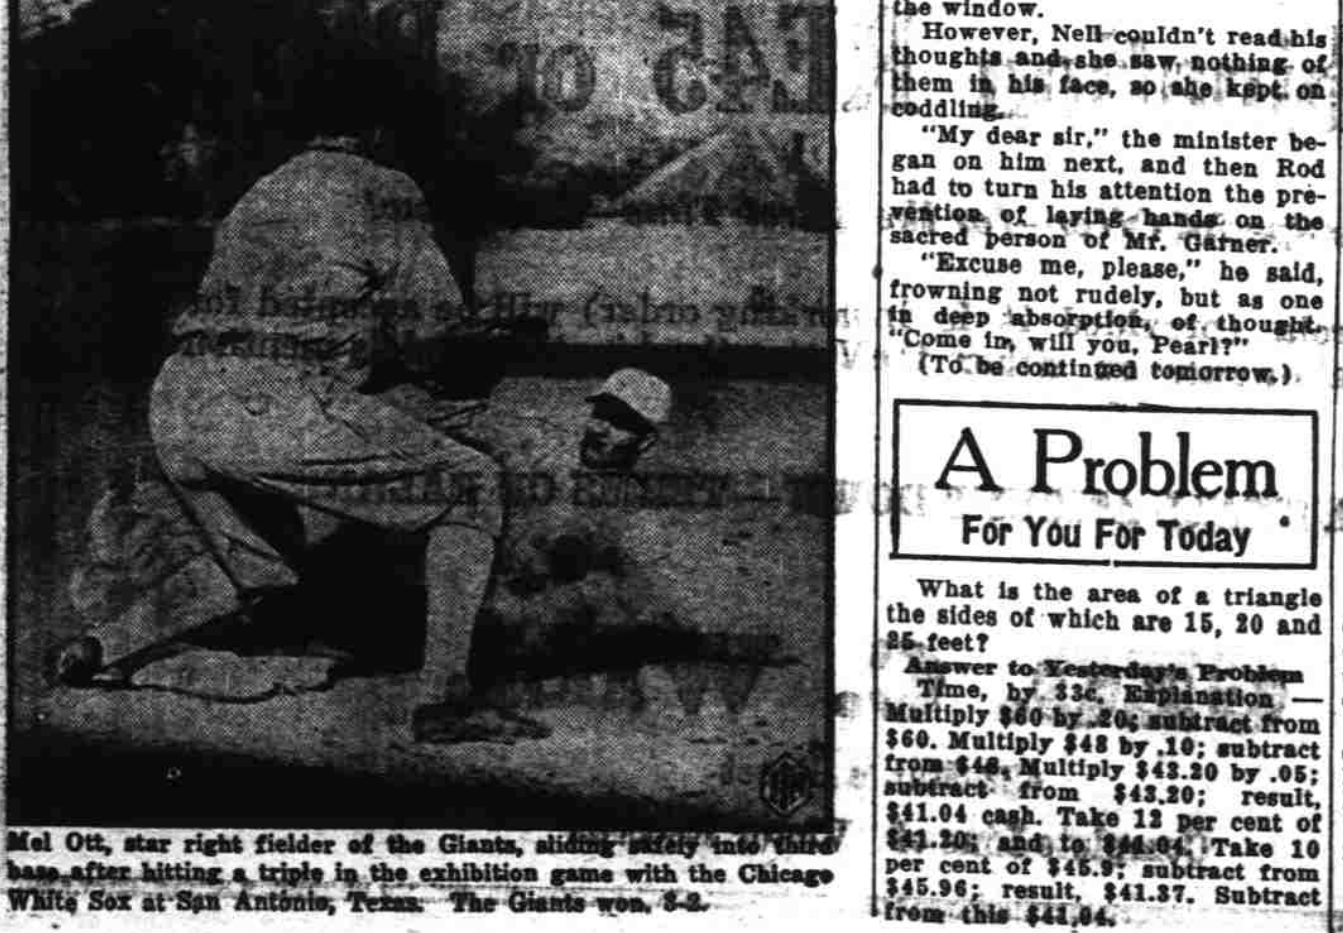 Mel Ott, star right fielder of the Giants, sliding safely into third
base after hitting a triple in the exhibition game with the Chicago
White Sox at San Antonio, Texas. The Giants won, 3-2.
the window.
However, Nell couldn't read his
thoughts and she saw nothing of
them in his face, so she kept on
coddling.
"My dear sir," the minister be-
gan on him next, and then Rod
had to turn his attention the pre-
vention of laying hands on the
sacred person of Mr. Garner.
"Excuse me, please," he said,
frowning not rudely, but as one
in deep absorption, of thought.
"Come in, will you, Pearl?"
(To be continued tomorrow.)
A Problem
For You For Today
What is the area of a triangle
the sides of which are 15, 20 and
25 feet?
Answer to Yesterday's Problem
Time, by 33c. Explanation —
Multiply $60 by .20; subtract from
$60. Multiply $48 by .10; subtract
from $48. Multiply $43.20 by .05;
subtract from $43.20; result,
$41.04 cash. Take 12 per cent of
and to Take 10
per cent of $45.9; subtract from
$45.96; result, $41.37. Subtract
from this $41.04.